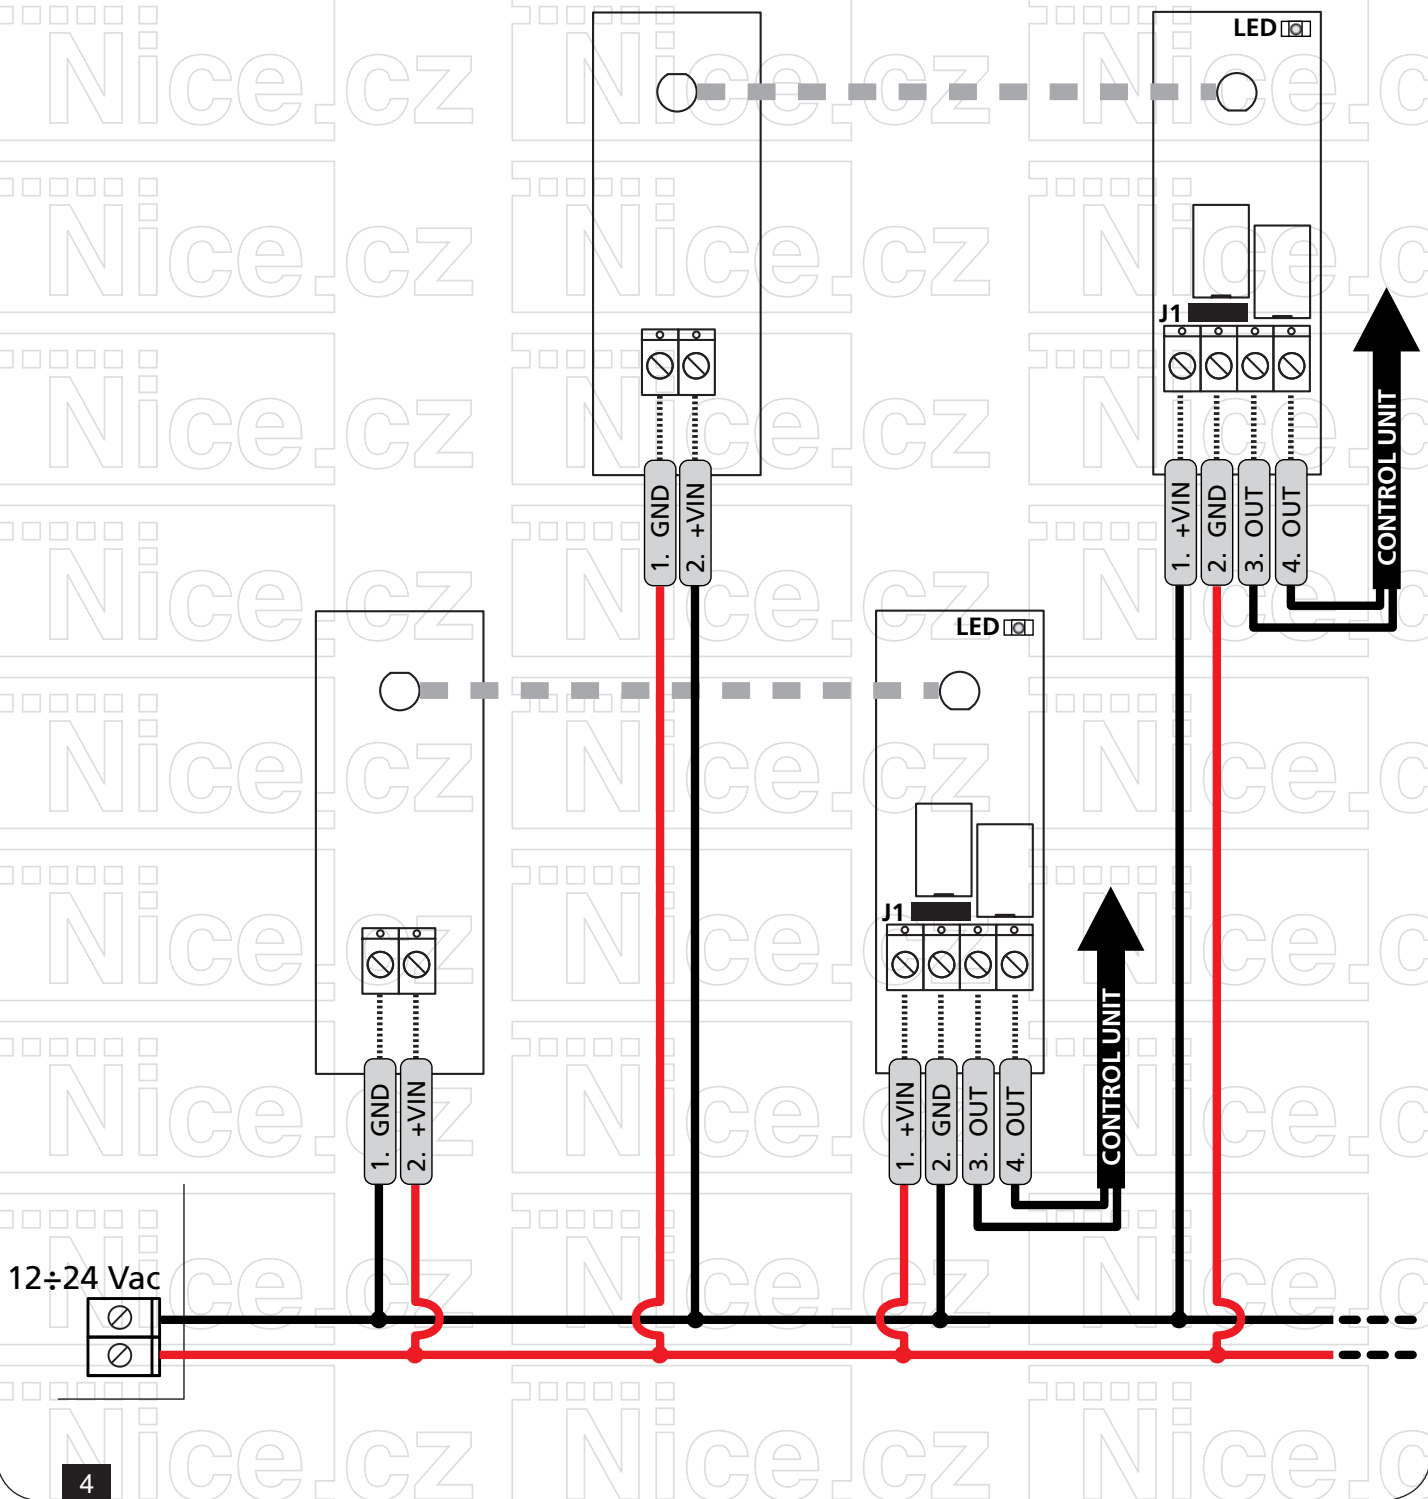 LED
J1
1. GND
2. +VIN
1. +VIN
2. GND
3. OUT
4. OUT
CONTROL UNIT
LED
J1
1. GND
2. +VIN
1. +VIN
2. GND
3. OUT
4. OUT
CONTROL UNIT
12÷24 Vac
4
Nice.cz